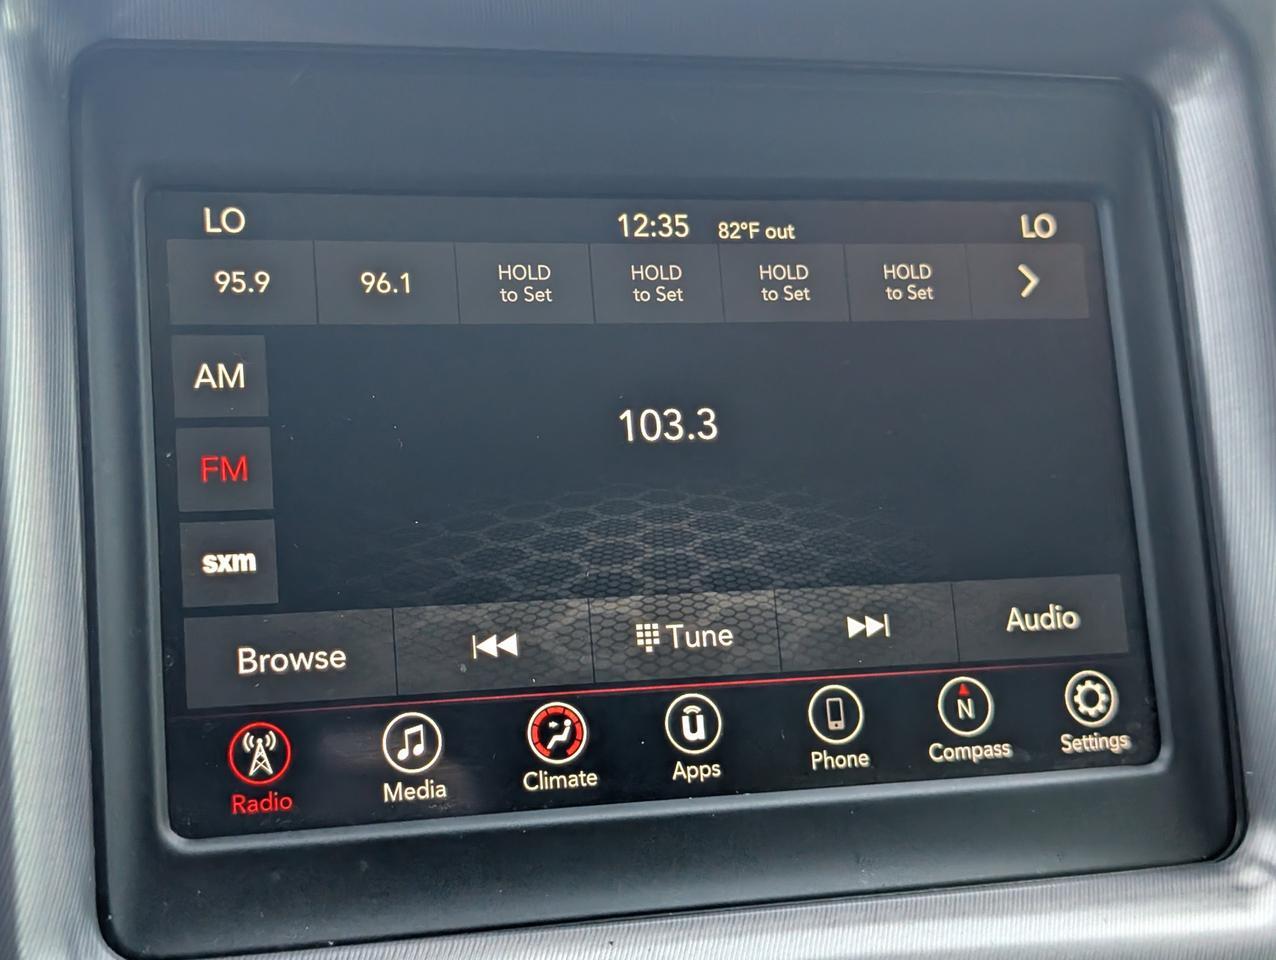 LO 12:35 82°F out LO
95.9 96.1 HOLD to Set HOLD to Set HOLD to Set HOLD to Set
AM
103.3
FM
sxm
Browse Tune Audio
Radio Media Climate Apps Phone N Compass Settings